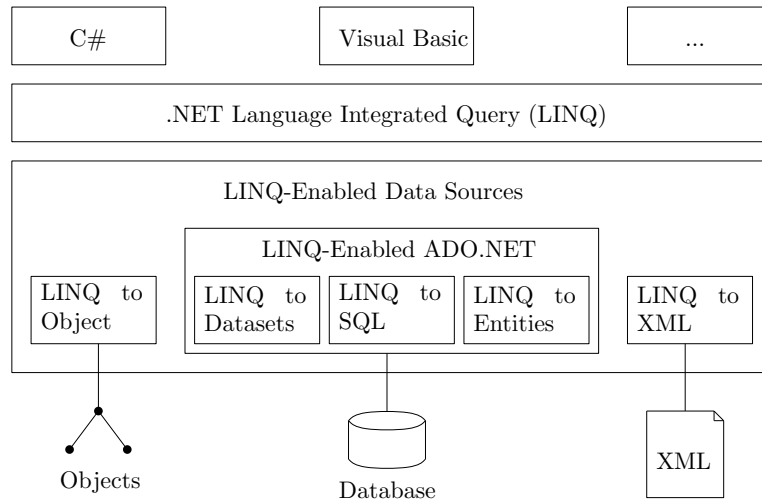 C#
Visual Basic
...
.NET Language Integrated Query (LINQ)
LINQ-Enabled Data Sources
LINQ-Enabled ADO.NET
LINQ to
Object
LINQ to
Datasets
LINQ to
SQL
LINQ to
Entities
LINQ to
XML
Objects
Database
XML